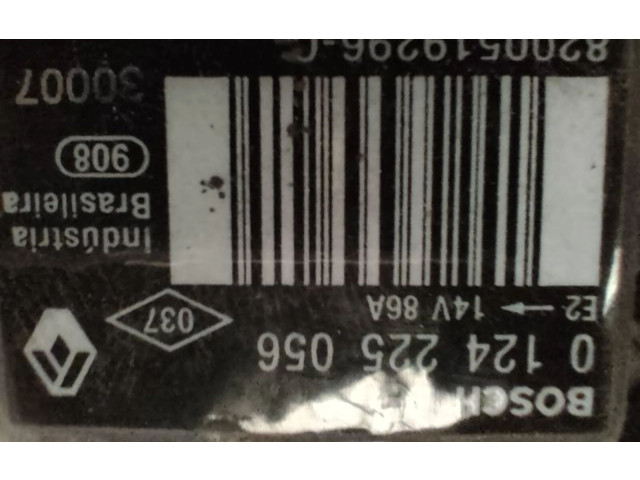 BOSCH
0 124 225 056
E2 → 14V 86A
037
Indústria
Brasileira
908
30007
8200519296-C